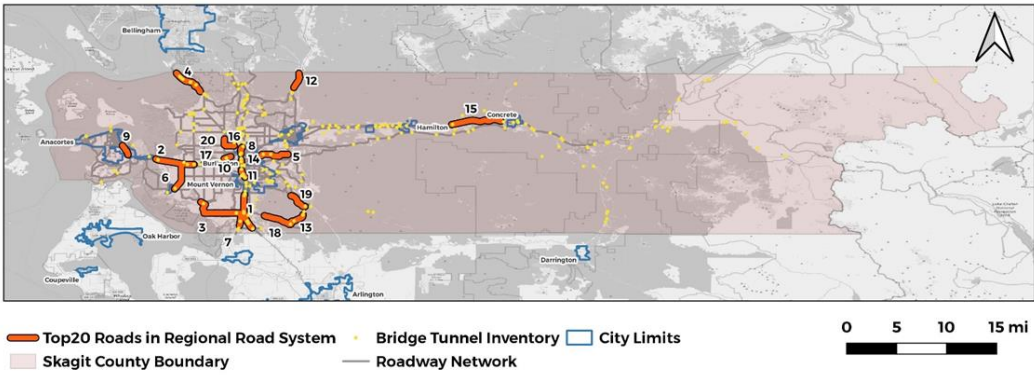 Bellingham
4
12
15
Concrete
Hamilton
9
Anacortes
20
16
8
2
17
Burlington
14
5
10
6
Mount Vernon
11
19
1
3
18
13
7
Oak Harbor
Darrington
Coupeville
Arlington
Top20 Roads in Regional Road System
Bridge Tunnel Inventory
City Limits
Skagit County Boundary
Roadway Network
0 5 10 15 mi